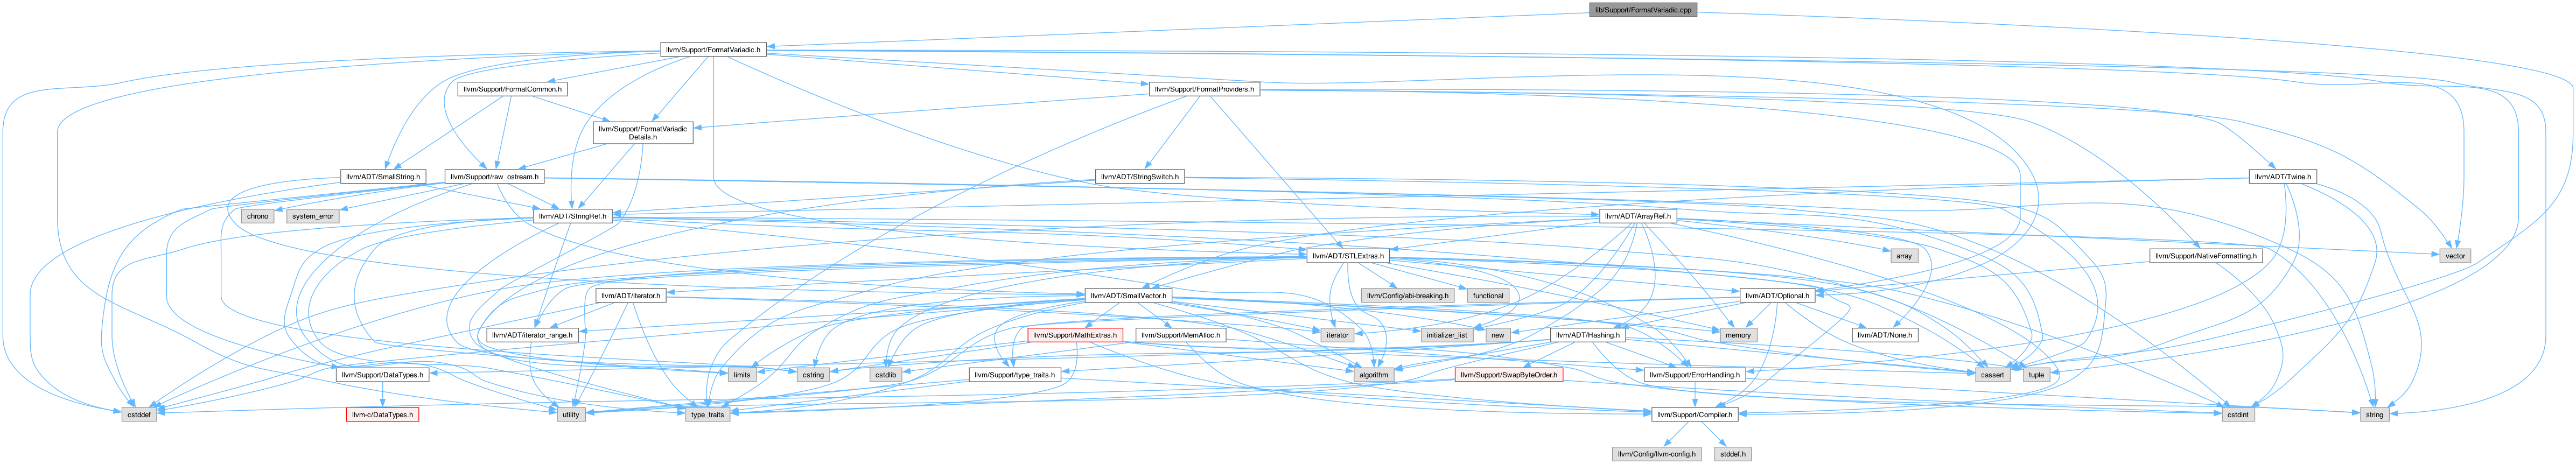 lib/Support/FormatVariadic.cpp
llvm/Support/FormatVariadic.h
llvm/Support/FormatCommon.h
llvm/Support/FormatProviders.h
llvm/Support/FormatVariadic
Details.h
llvm/ADT/SmallString.h
llvm/Support/raw_ostream.h
llvm/ADT/StringSwitch.h
llvm/ADT/Twine.h
chrono
system_error
llvm/ADT/StringRef.h
llvm/ADT/ArrayRef.h
llvm/ADT/STLExtras.h
array
llvm/Support/NativeFormatting.h
vector
llvm/ADT/iterator.h
llvm/ADT/SmallVector.h
llvm/Config/abi-breaking.h
functional
llvm/ADT/Optional.h
llvm/ADT/iterator_range.h
llvm/Support/MathExtras.h
llvm/Support/MemAlloc.h
iterator
initializer_list
new
llvm/ADT/Hashing.h
memory
llvm/ADT/None.h
llvm/Support/DataTypes.h
limits
cstring
cstdlib
llvm/Support/type_traits.h
algorithm
llvm/Support/SwapByteOrder.h
llvm/Support/ErrorHandling.h
cassert
tuple
cstddef
llvm-c/DataTypes.h
utility
type_traits
llvm/Support/Compiler.h
cstdint
string
llvm/Config/llvm-config.h
stddef.h